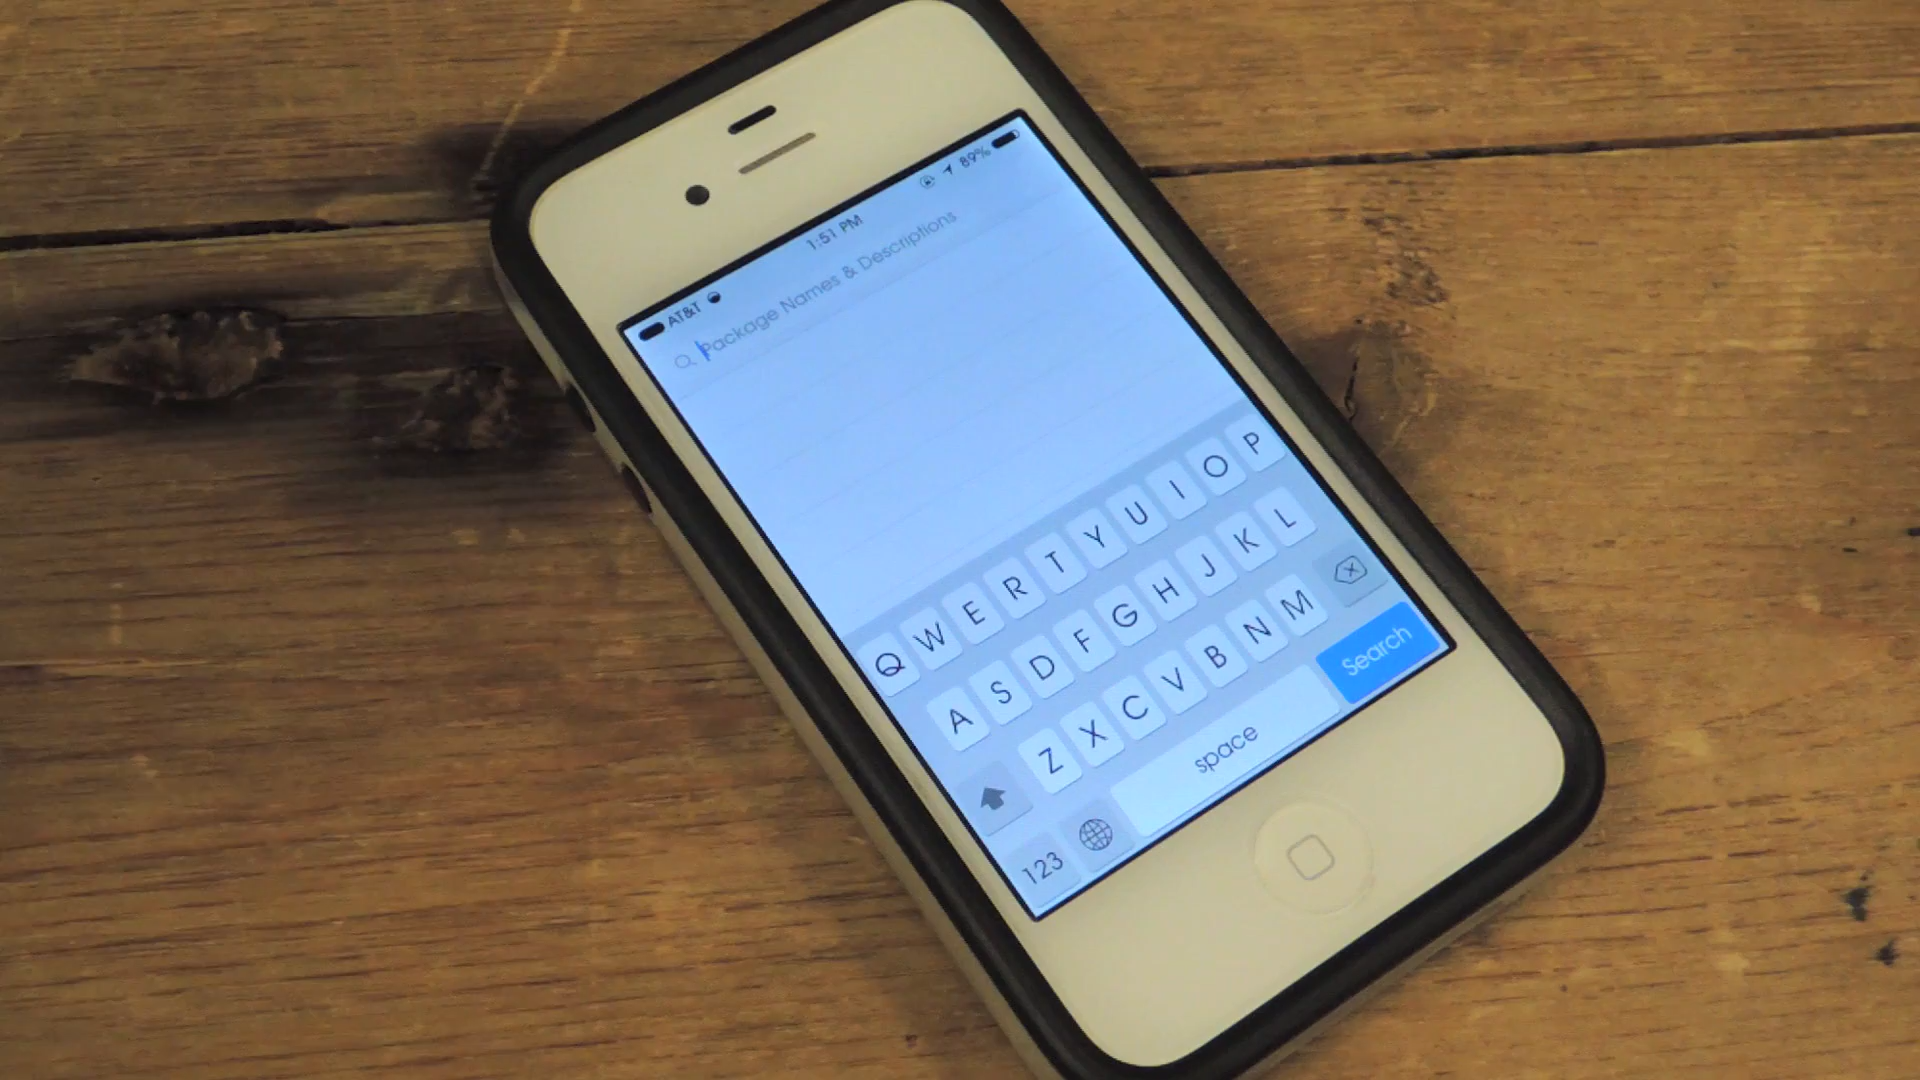 AT&T 1:51 PM 89%
Package Names & Descriptions
Q W E R T Y U I O P
A S D F G H J K L
Z X C V B N M
123 space Search